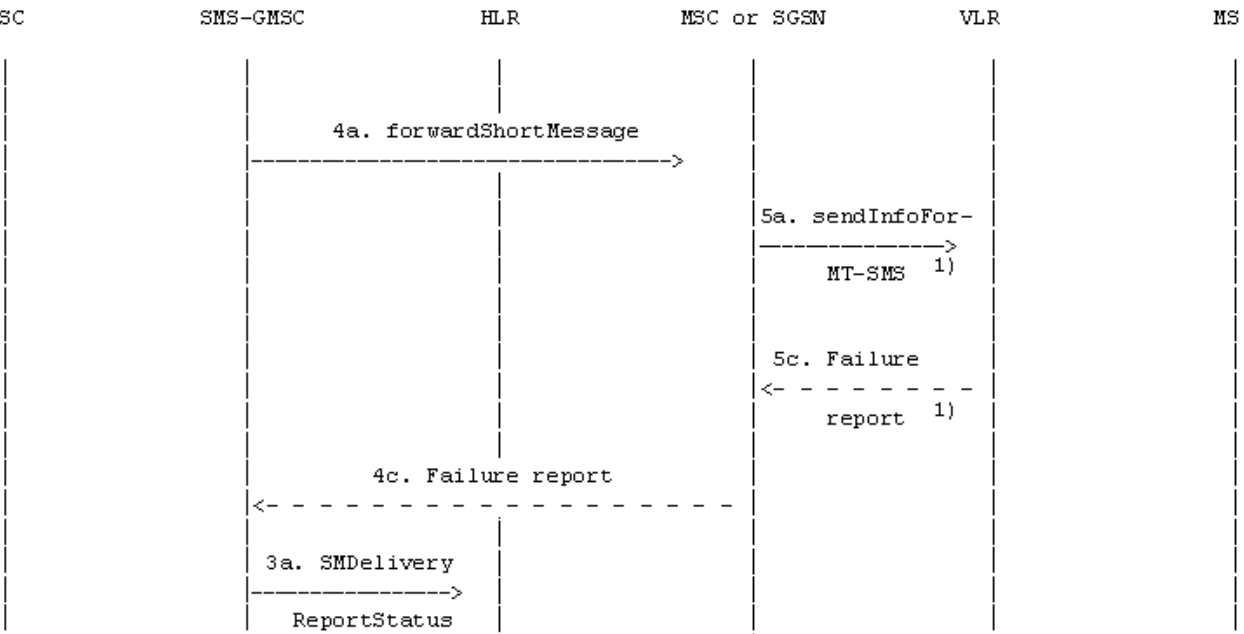 SC SMS-GMSC HLR MSC or SGSN VLR MS
4a. forwardShortMessage
5a. sendInfoFor-
MT-SMS 1)
5c. Failure
report 1)
4c. Failure report
3a. SMDelivery
ReportStatus